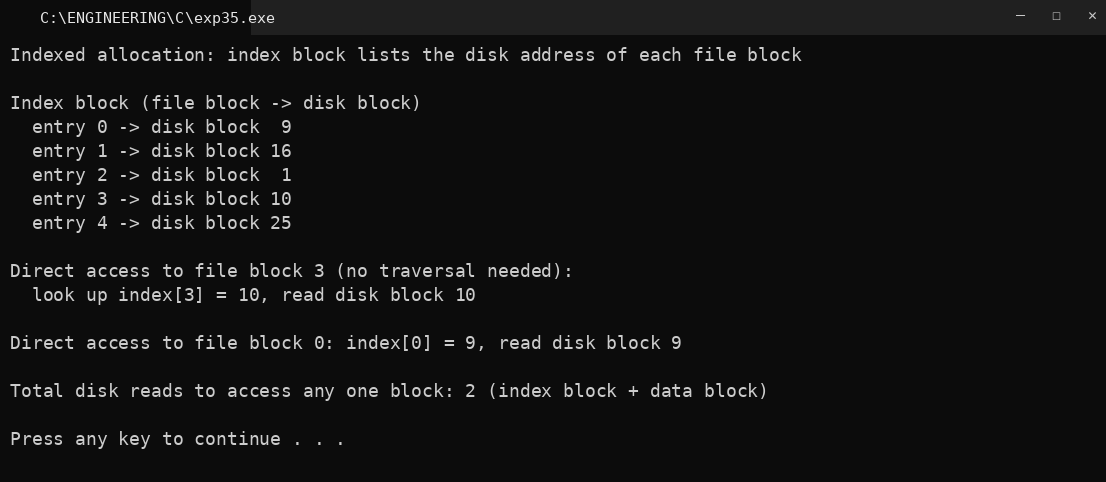 C:\ENGINEERING\C\exp35.exe
Indexed allocation: index block lists the disk address of each file block
Index block (file block -> disk block)
  entry 0 -> disk block  9
  entry 1 -> disk block 16
  entry 2 -> disk block  1
  entry 3 -> disk block 10
  entry 4 -> disk block 25
Direct access to file block 3 (no traversal needed):
  look up index[3] = 10, read disk block 10
Direct access to file block 0: index[0] = 9, read disk block 9
Total disk reads to access any one block: 2 (index block + data block)
Press any key to continue . . .